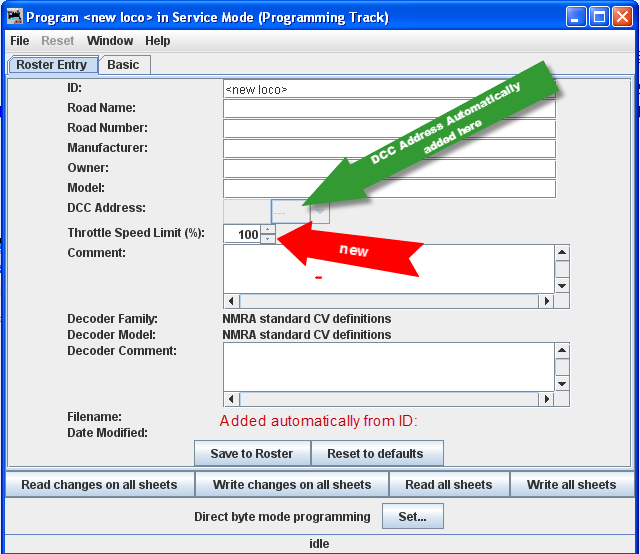 Program <new loco> in Service Mode (Programming Track)
File Reset Window Help
Roster Entry Basic
ID: <new loco>
Road Name:
Road Number:
Manufacturer:
Owner:
Model:
DCC Address: ----
DCC Address Automatically
added here
Throttle Speed Limit (%): 100
new
Comment:
Decoder Family: NMRA standard CV definitions
Decoder Model: NMRA standard CV definitions
Decoder Comment:
Filename: Added automatically from ID:
Date Modified:
Save to Roster Reset to defaults
Read changes on all sheets Write changes on all sheets Read all sheets Write all sheets
Direct byte mode programming Set...
idle